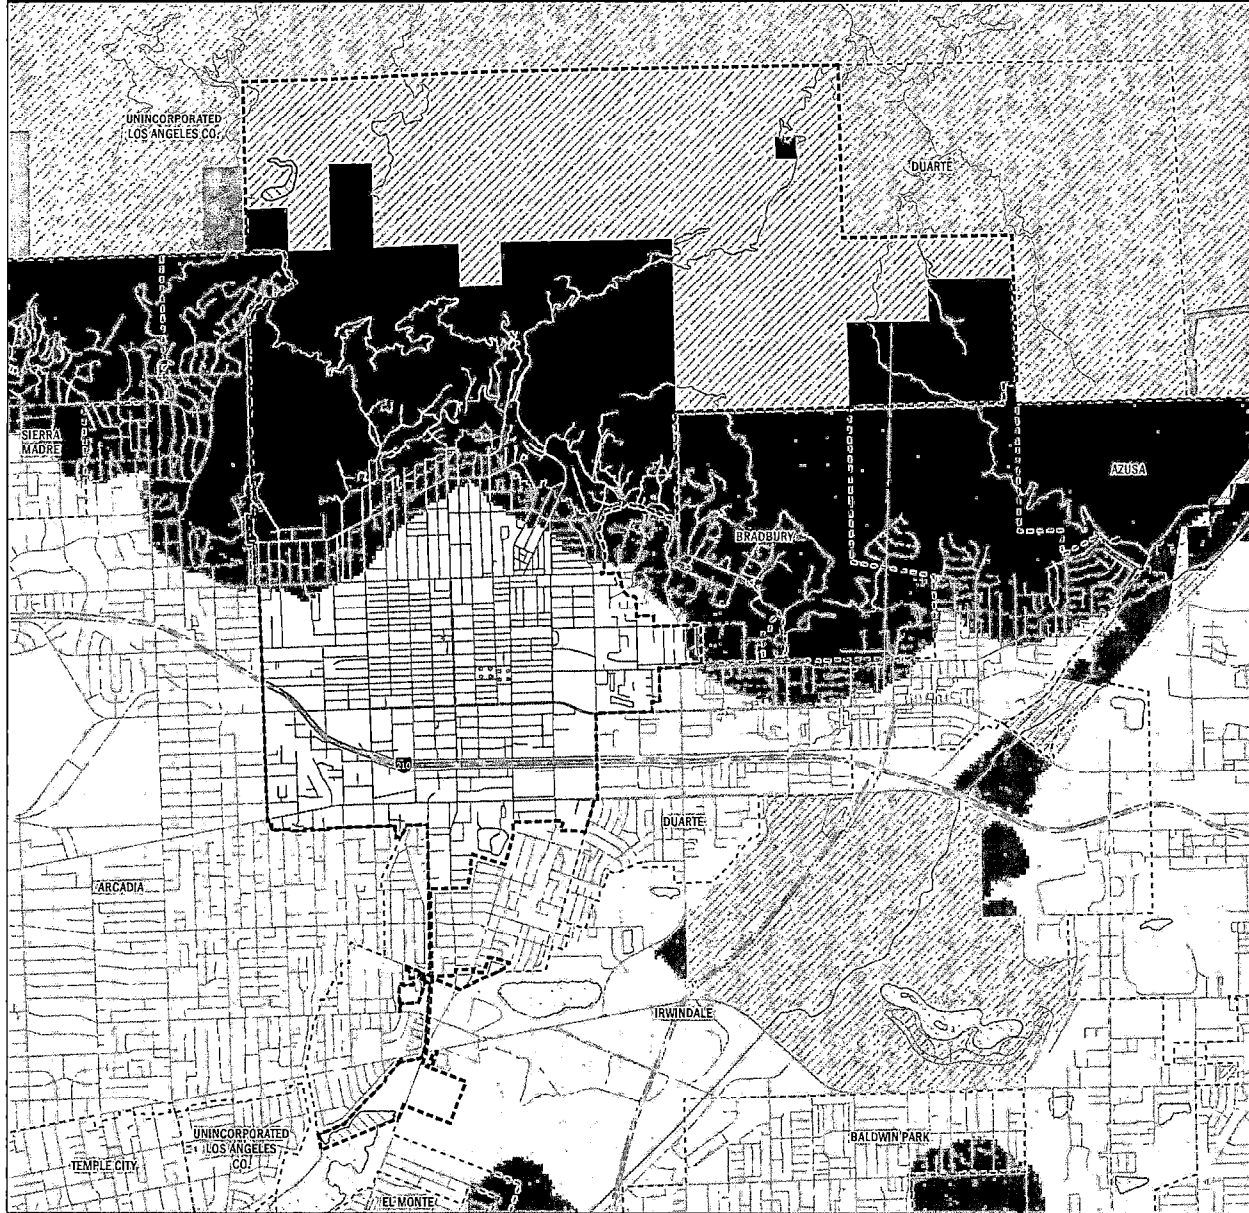 UNINCORPORATED
LOS ANGELES CO.
DUARTE
SIERRA
MADRE
AZUSA
BRADBURY
210
DUARTE
ARCADIA
IRWINDALE
UNINCORPORATED
LOS ANGELES
CO.
TEMPLE CITY
BALDWIN PARK
EL MONTE